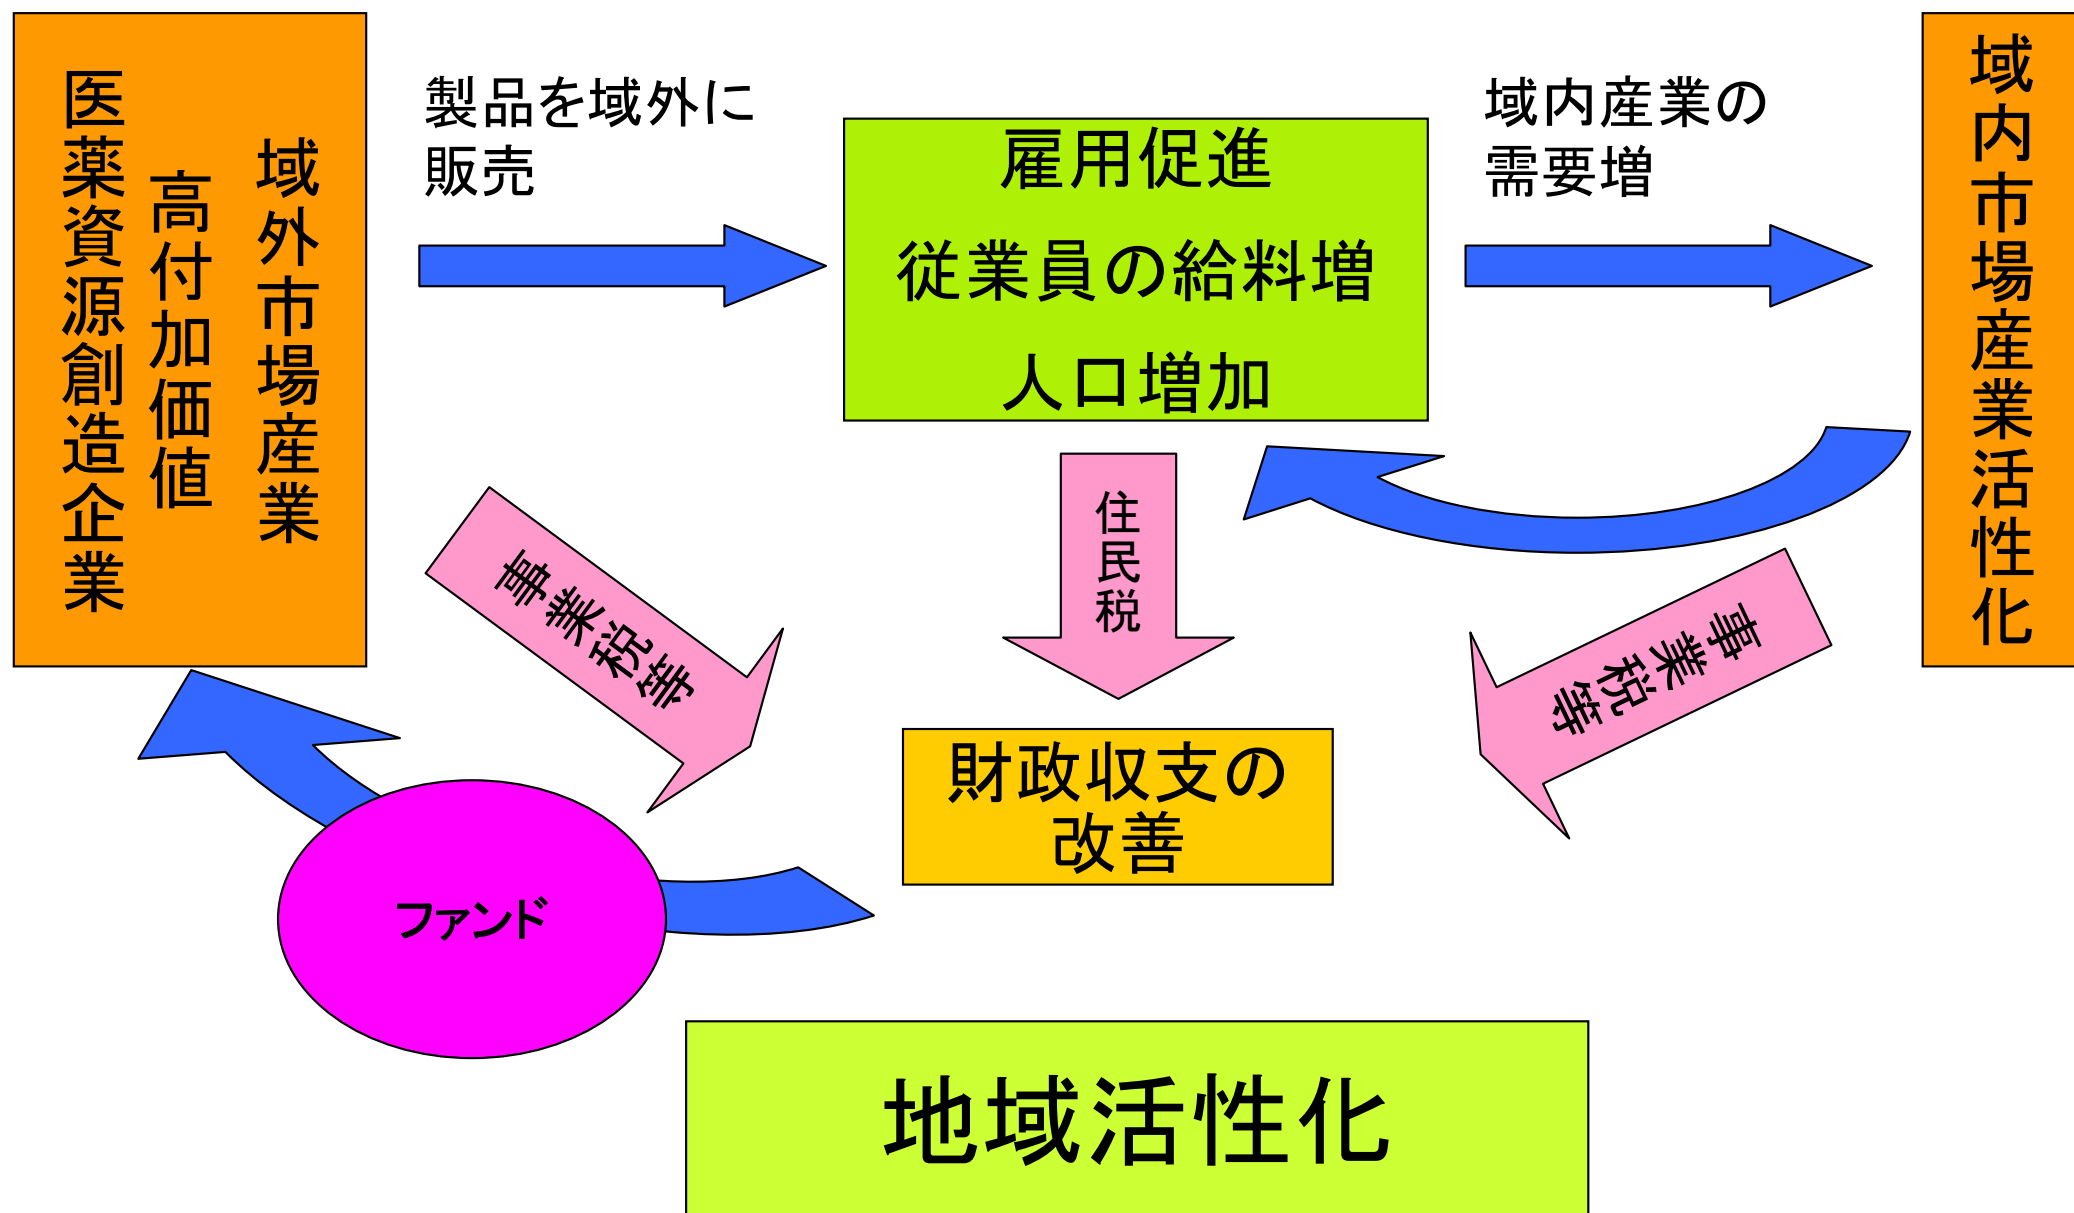 域外市場産業
高付加価値
医薬資源創造企業
製品を域外に
販売
雇用促進
従業員の給料増
人口増加
域内産業の
需要増
域内市場産業活性化
事業税等
住民税
事業税等
財政収支の
改善
ファンド
地域活性化